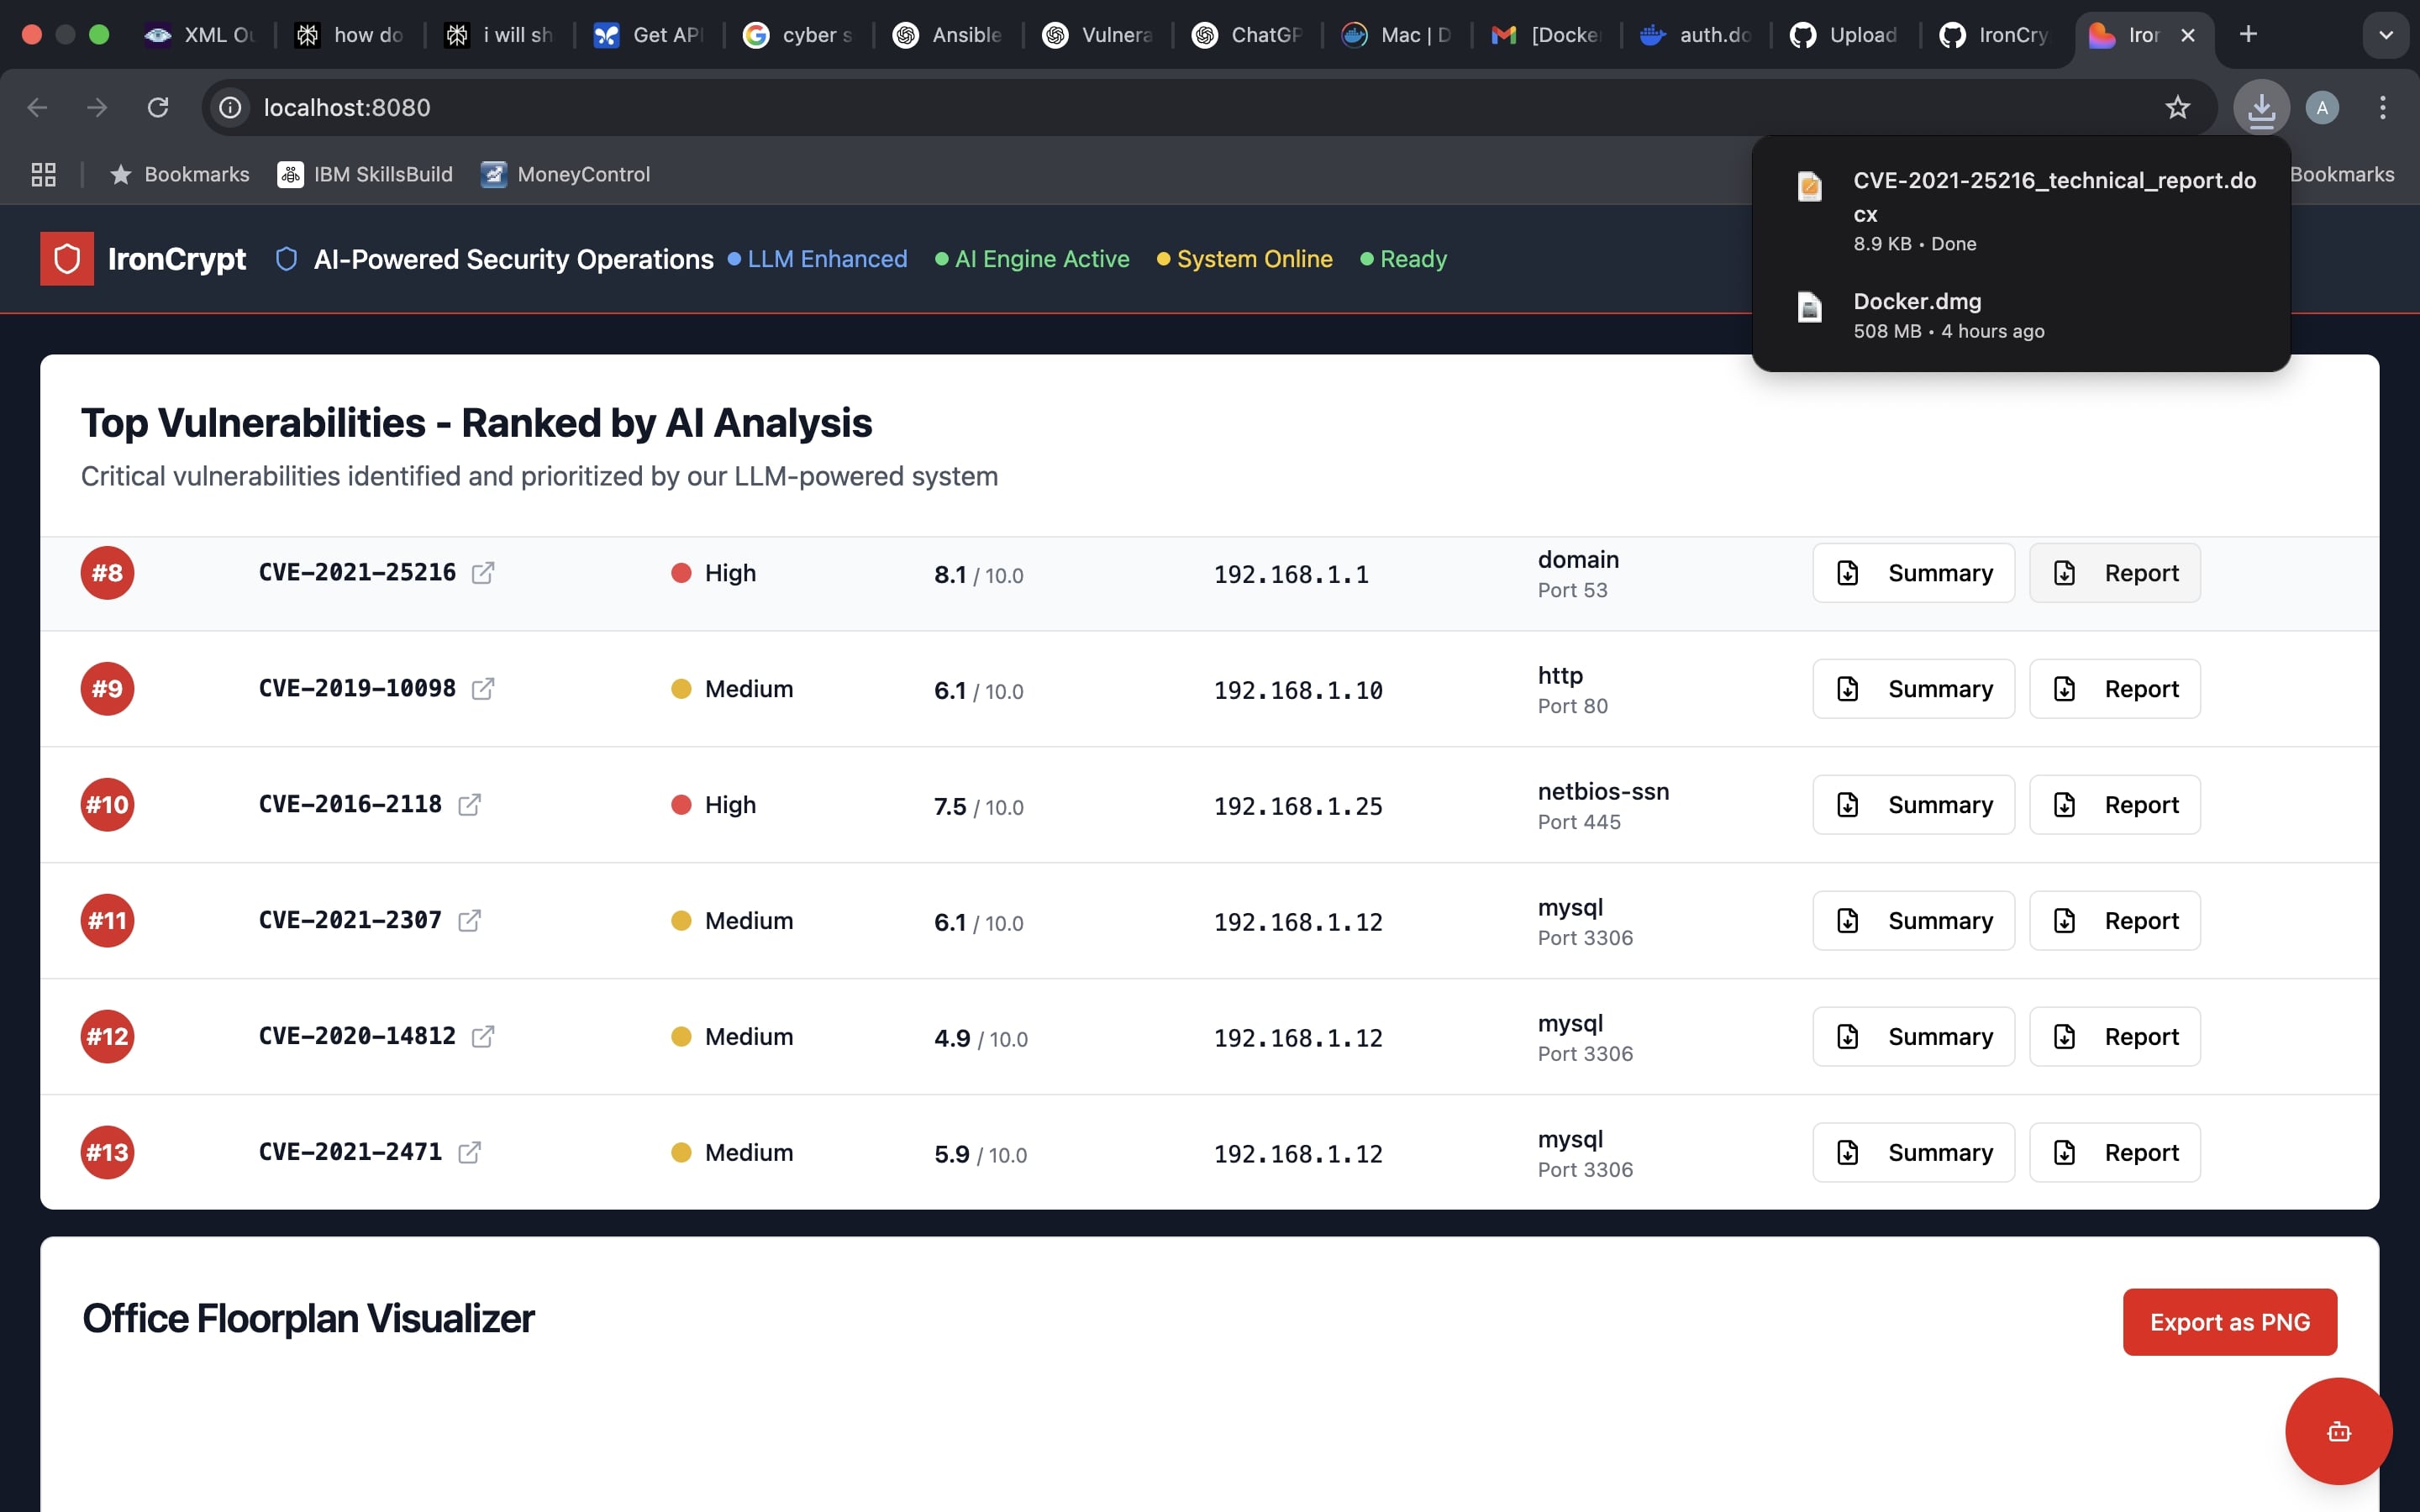 XML Ou
how do
i will sh
Get API
cyber s
Ansible
Vulnera
ChatGP
Mac | D
[Docke
auth.do
Upload
IronCry
Iron
localhost:8080
A
Bookmarks
IBM SkillsBuild
MoneyControl
Bookmarks
CVE-2021-25216_technical_report.do
cx
8.9 KB • Done
Docker.dmg
508 MB • 4 hours ago
IronCrypt
AI-Powered Security Operations
LLM Enhanced
AI Engine Active
System Online
Ready
Top Vulnerabilities - Ranked by AI Analysis
Critical vulnerabilities identified and prioritized by our LLM-powered system
#8 CVE-2021-25216 High 8.1 / 10.0 192.168.1.1 domain Summary Report
Port 53
#9 CVE-2019-10098 Medium 6.1 / 10.0 192.168.1.10 http Summary Report
Port 80
#10 CVE-2016-2118 High 7.5 / 10.0 192.168.1.25 netbios-ssn Summary Report
Port 445
#11 CVE-2021-2307 Medium 6.1 / 10.0 192.168.1.12 mysql Summary Report
Port 3306
#12 CVE-2020-14812 Medium 4.9 / 10.0 192.168.1.12 mysql Summary Report
Port 3306
#13 CVE-2021-2471 Medium 5.9 / 10.0 192.168.1.12 mysql Summary Report
Port 3306
Office Floorplan Visualizer
Export as PNG